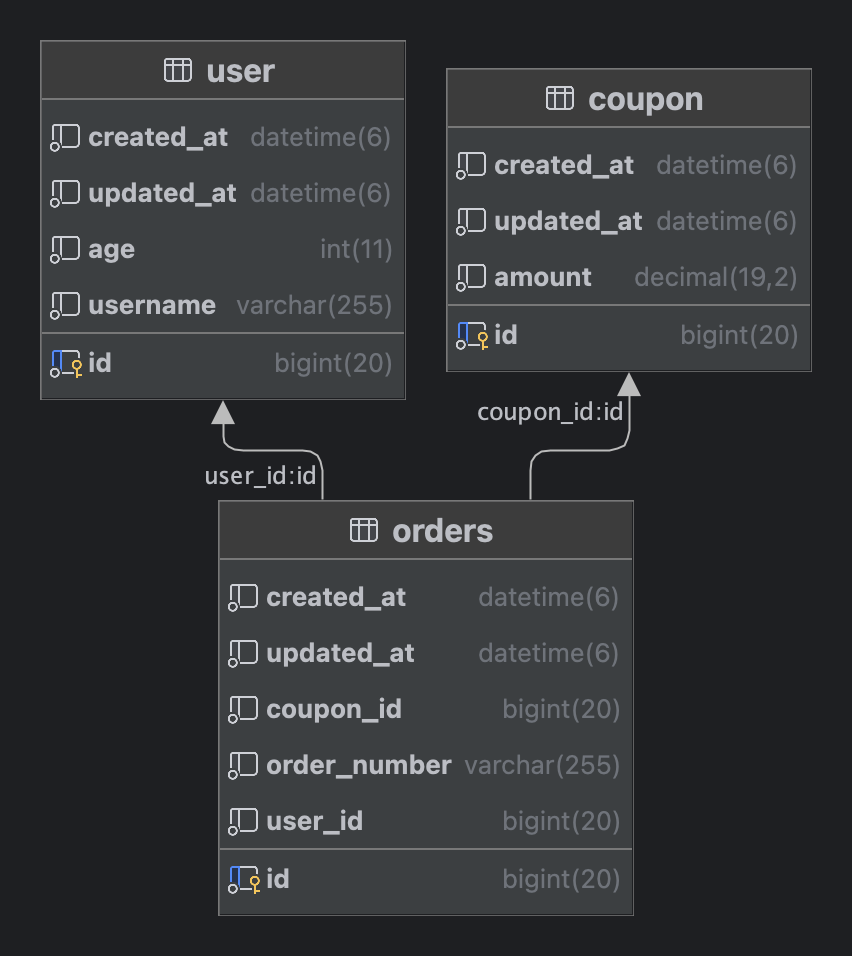 user
created_at datetime(6)
updated_at datetime(6)
age int(11)
username varchar(255)
id bigint(20)
coupon
created_at datetime(6)
updated_at datetime(6)
amount decimal(19,2)
id bigint(20)
coupon_id:id
user_id:id
orders
created_at datetime(6)
updated_at datetime(6)
coupon_id bigint(20)
order_number varchar(255)
user_id bigint(20)
id bigint(20)